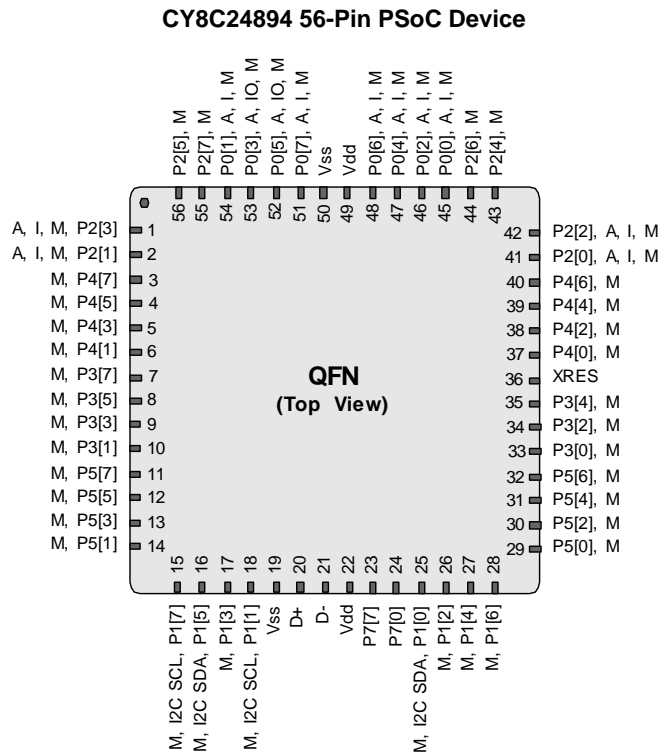 CY8C24894 56-Pin PSoC Device
P2[5], M
P2[7], M
P0[1], A, I, M
P0[3], A, IO, M
P0[5], A, IO, M
P0[7], A, I, M
Vss
Vdd
P0[6], A, I, M
P0[4], A, I, M
P0[2], A, I, M
P0[0], A, I, M
P2[6], M
P2[4], M
56
55
54
53
52
51
50
49
48
47
46
45
44
43
A, I, M, P2[3] 1
A, I, M, P2[1] 2
M, P4[7] 3
M, P4[5] 4
M, P4[3] 5
M, P4[1] 6
M, P3[7] 7
M, P3[5] 8
M, P3[3] 9
M, P3[1] 10
M, P5[7] 11
M, P5[5] 12
M, P5[3] 13
M, P5[1] 14
QFN
(Top View)
42 P2[2], A, I, M
41 P2[0], A, I, M
40 P4[6], M
39 P4[4], M
38 P4[2], M
37 P4[0], M
36 XRES
35 P3[4], M
34 P3[2], M
33 P3[0], M
32 P5[6], M
31 P5[4], M
30 P5[2], M
29 P5[0], M
15
16
17
18
19
20
21
22
23
24
25
26
27
28
M, I2C SCL, P1[7]
M, I2C SDA, P1[5]
M, P1[3]
M, I2C SCL, P1[1]
Vss
D+
D-
Vdd
P7[7]
P7[0]
M, I2C SDA, P1[0]
M, P1[2]
M, P1[4]
M, P1[6]